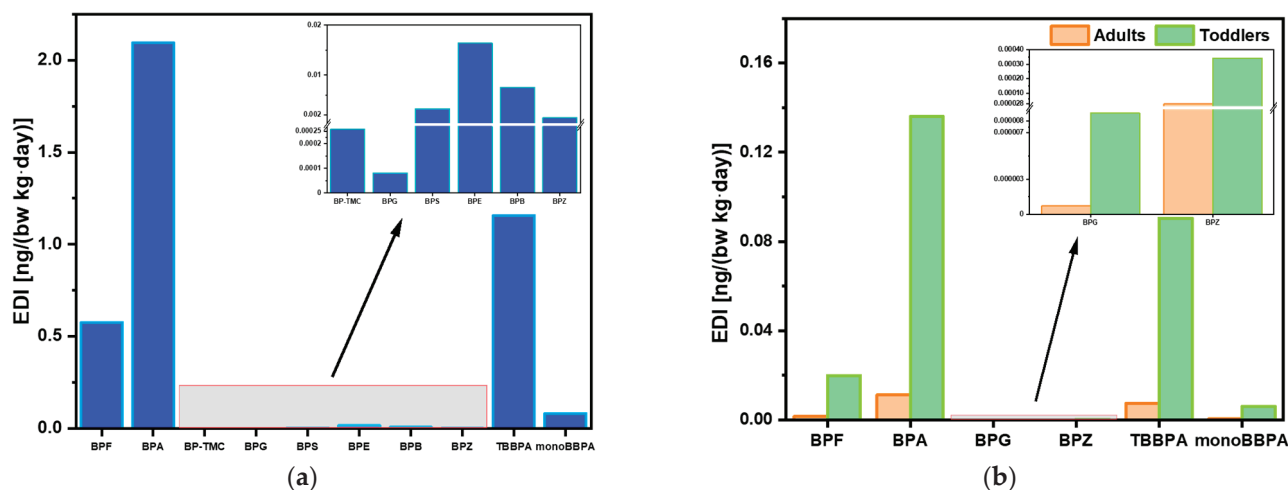 EDI [ng/(bw kg·day)]
2.0
1.5
1.0
0.5
0.0
BPF BPA BP-TMC BPG BPS BPE BPB BPZ TBBPA monoBBPA
0.02
0.01
0.002
0.00025
0.0002
0.0001
0
BP-TMC BPG BPS BPE BPB BPZ
(a)
EDI [ng/(bw kg·day)]
0.16
0.12
0.08
0.04
0.00
BPF BPA BPG BPZ TBBPA monoBBPA
Adults Toddlers
0.00040
0.00030
0.00020
0.00010
0.000028
0.000008
0.000007
0.000003
0
BPG BPZ
(b)